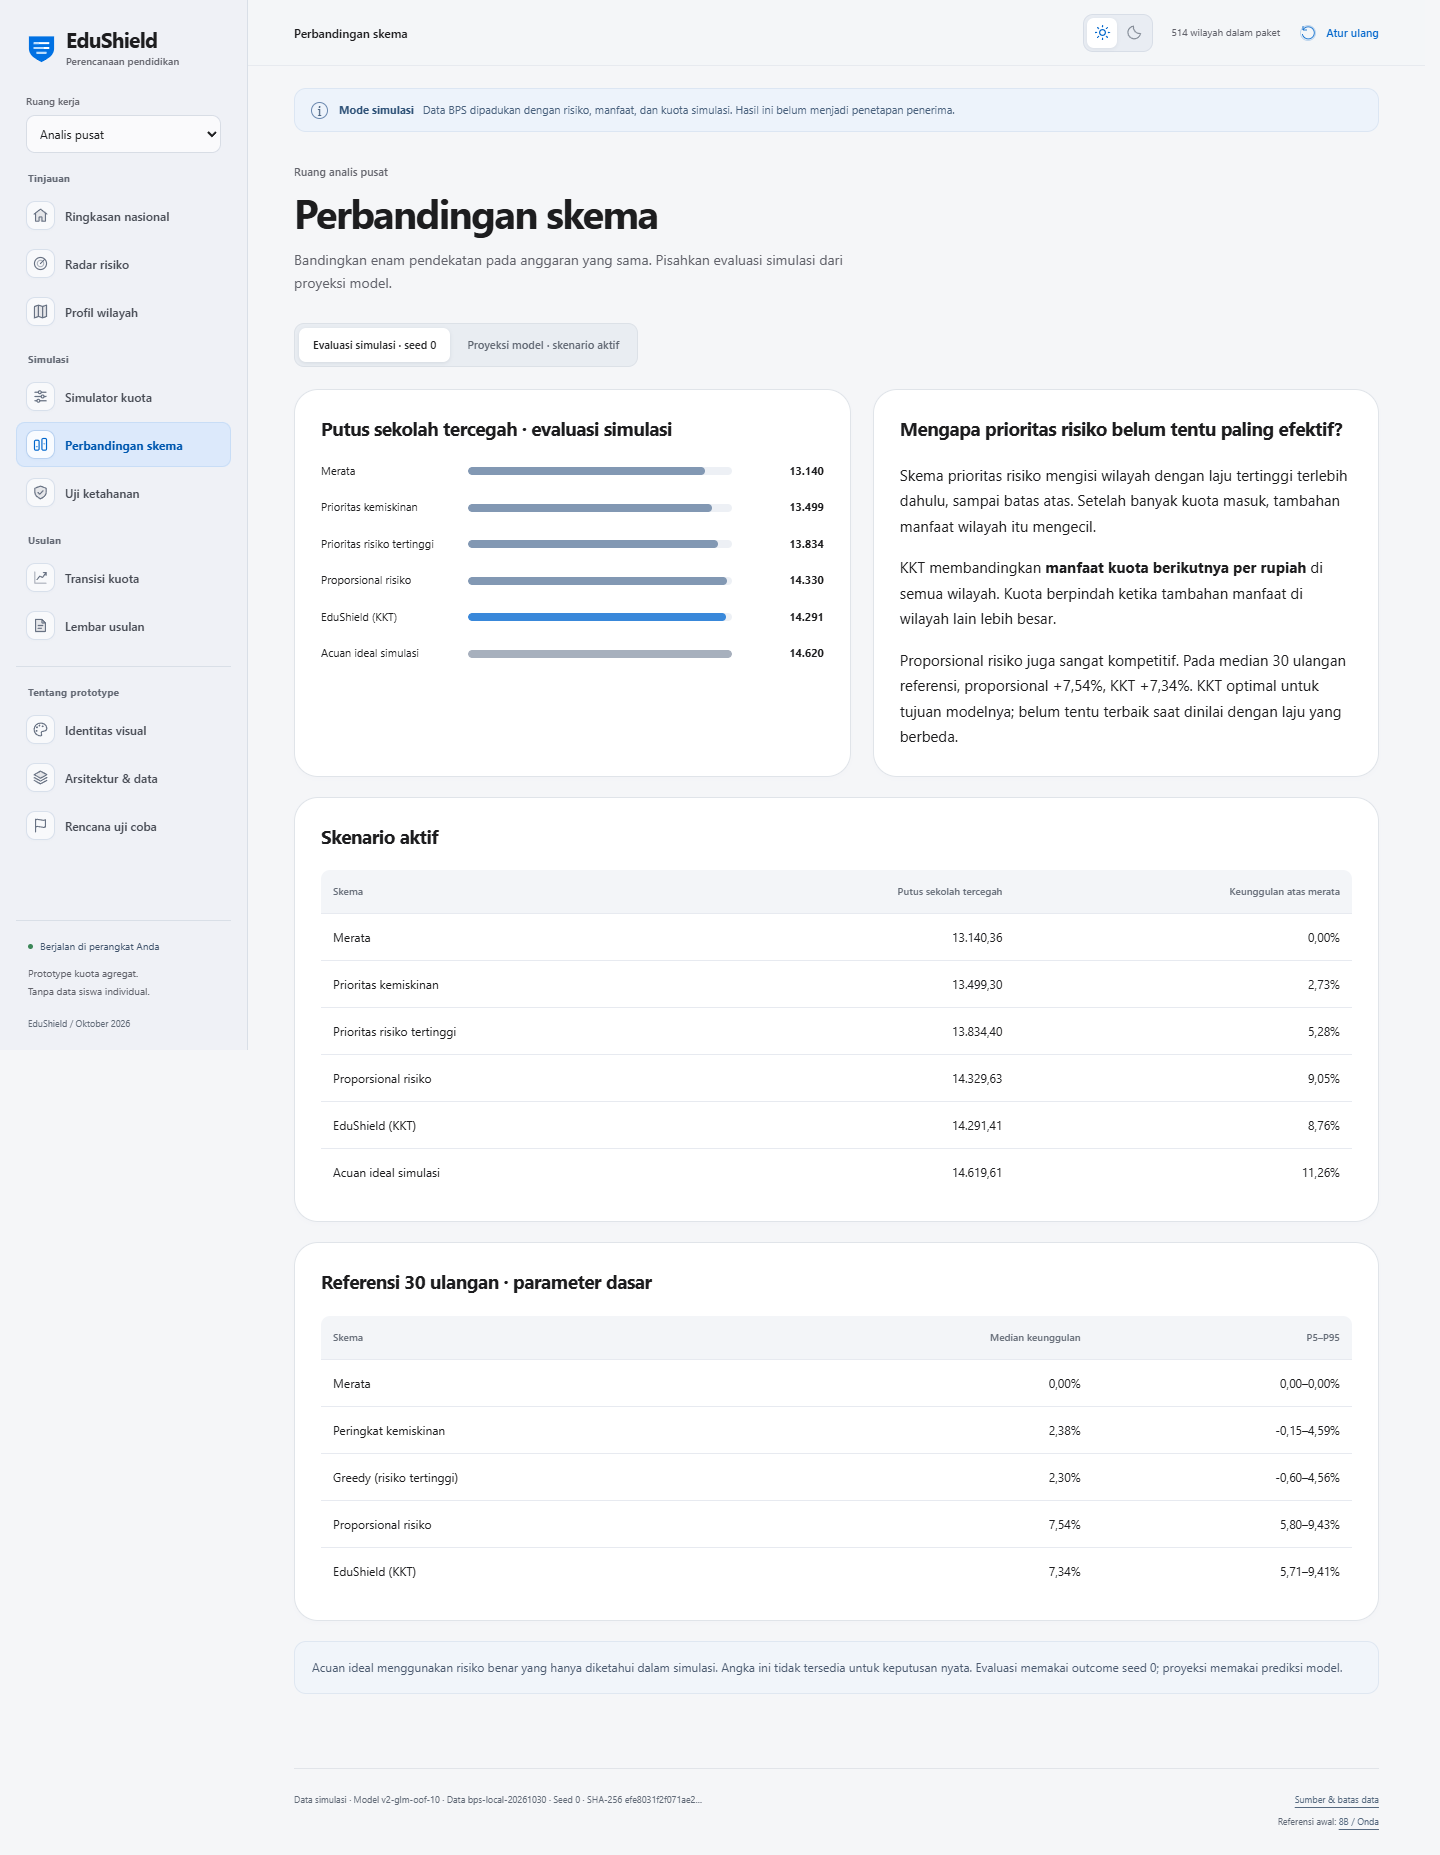 EduShield
Perencanaan pendidikan
Ruang kerja
Analis pusat
Tinjauan
Ringkasan nasional
Radar risiko
Profil wilayah
Simulasi
Simulator kuota
Perbandingan skema
Uji ketahanan
Usulan
Transisi kuota
Lembar usulan
Tentang prototype
Identitas visual
Arsitektur & data
Rencana uji coba
Berjalan di perangkat Anda
Prototype kuota agregat.
Tanpa data siswa individual.
EduShield / Oktober 2026
Perbandingan skema
514 wilayah dalam paket
Atur ulang
Mode simulasi Data BPS dipadukan dengan risiko, manfaat, dan kuota simulasi. Hasil ini belum menjadi penetapan penerima.
Ruang analis pusat
Perbandingan skema
Bandingkan enam pendekatan pada anggaran yang sama. Pisahkan evaluasi simulasi dari
proyeksi model.
Evaluasi simulasi · seed 0
Proyeksi model · skenario aktif
Putus sekolah tercegah · evaluasi simulasi
Merata 13.140
Prioritas kemiskinan 13.499
Prioritas risiko tertinggi 13.834
Proporsional risiko 14.330
EduShield (KKT) 14.291
Acuan ideal simulasi 14.620
Mengapa prioritas risiko belum tentu paling efektif?
Skema prioritas risiko mengisi wilayah dengan laju tertinggi terlebih
dahulu, sampai batas atas. Setelah banyak kuota masuk, tambahan
manfaat wilayah itu mengecil.
KKT membandingkan manfaat kuota berikutnya per rupiah di
semua wilayah. Kuota berpindah ketika tambahan manfaat di
wilayah lain lebih besar.
Proporsional risiko juga sangat kompetitif. Pada median 30 ulangan
referensi, proporsional +7,54%, KKT +7,34%. KKT optimal untuk
tujuan modelnya; belum tentu terbaik saat dinilai dengan laju yang
berbeda.
Skenario aktif
Skema Putus sekolah tercegah Keunggulan atas merata
Merata 13.140,36 0,00%
Prioritas kemiskinan 13.499,30 2,73%
Prioritas risiko tertinggi 13.834,40 5,28%
Proporsional risiko 14.329,63 9,05%
EduShield (KKT) 14.291,41 8,76%
Acuan ideal simulasi 14.619,61 11,26%
Referensi 30 ulangan · parameter dasar
Skema Median keunggulan P5–P95
Merata 0,00% 0,00–0,00%
Peringkat kemiskinan 2,38% -0,15–4,59%
Greedy (risiko tertinggi) 2,30% -0,60–4,56%
Proporsional risiko 7,54% 5,80–9,43%
EduShield (KKT) 7,34% 5,71–9,41%
Acuan ideal menggunakan risiko benar yang hanya diketahui dalam simulasi. Angka ini tidak tersedia untuk keputusan nyata. Evaluasi memakai outcome seed 0; proyeksi memakai prediksi model.
Data simulasi · Model v2-glm-oof-10 · Data bps-local-20261030 · Seed 0 · SHA-256 efe8031f2f071ae2...
Sumber & batas data
Referensi awal: 8B / Onda